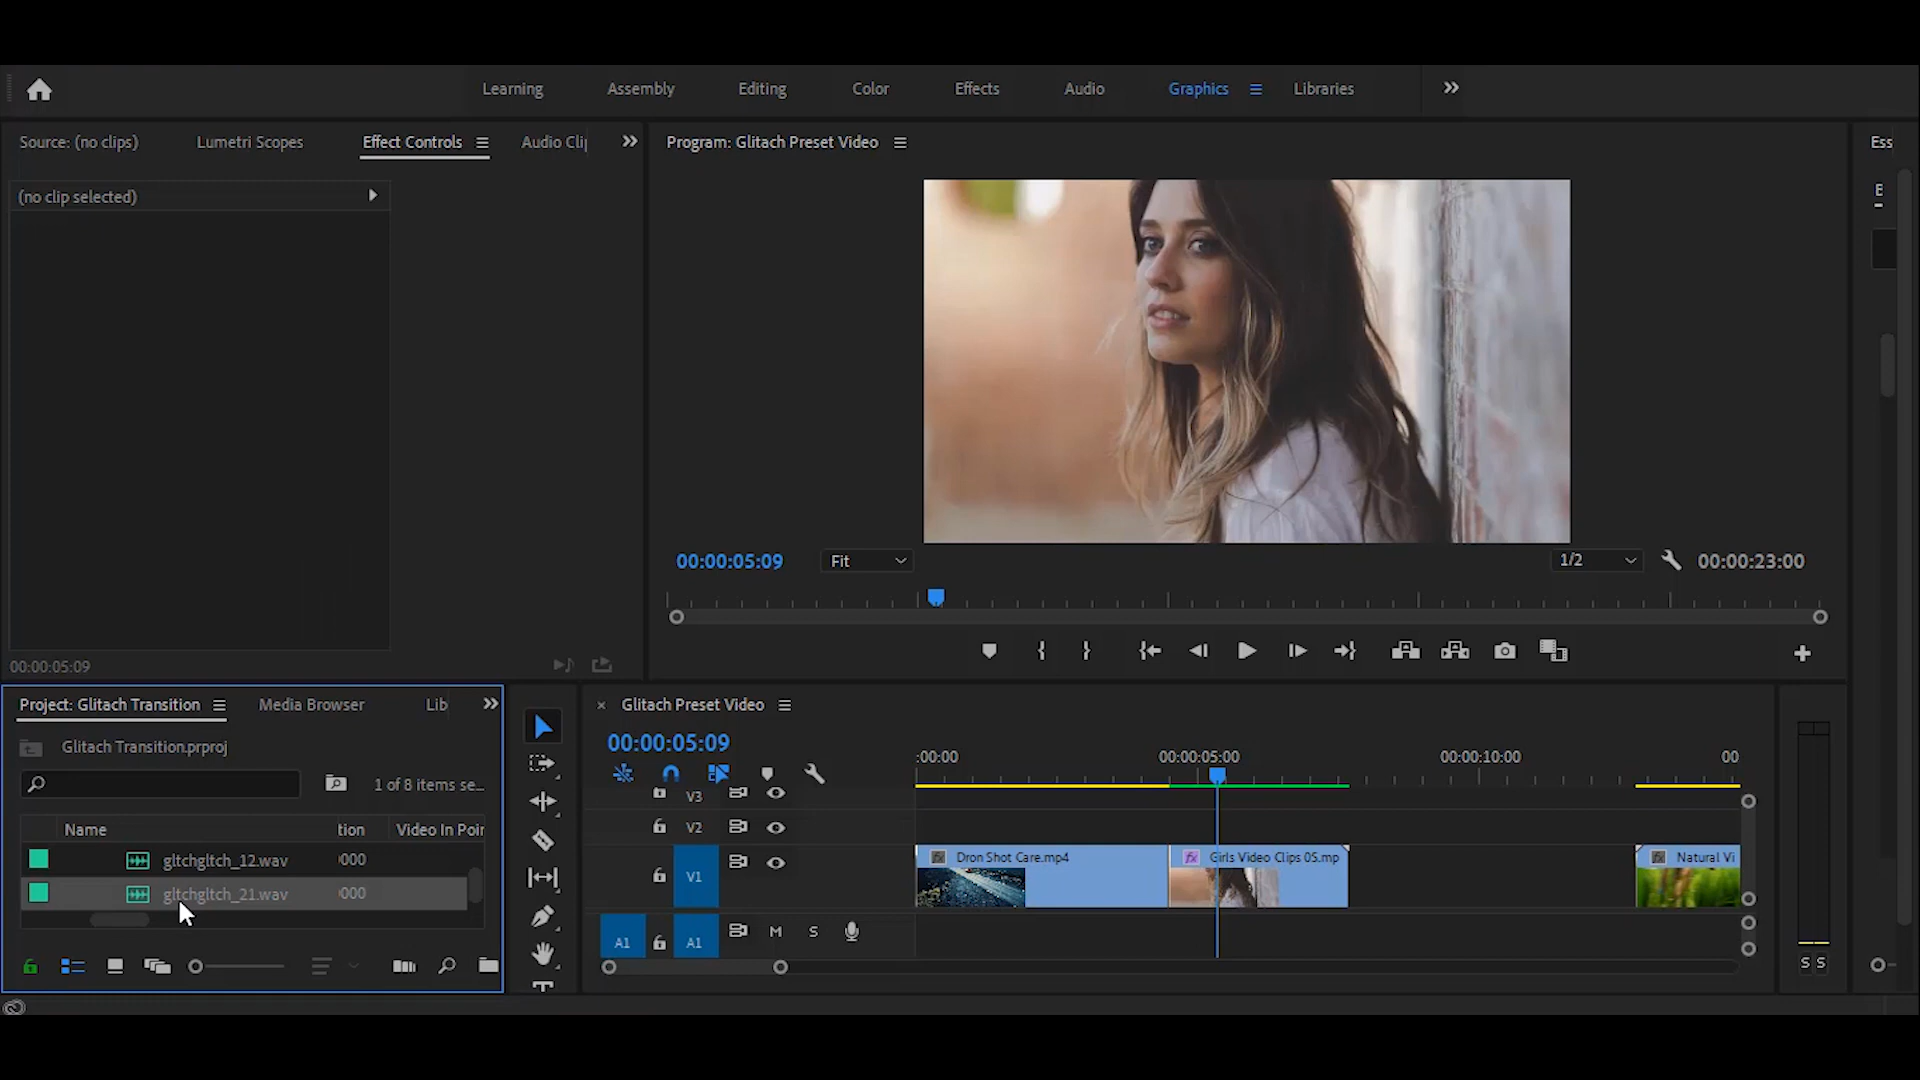 Learning Assembly Editing Color Effects Audio Graphics Libraries
Source: (no clips) Lumetri Scopes Effect Controls Audio Clip
Program: Glitach Preset Video
Ess
(no clip selected)
E
00:00:05:09 Fit 1/2 00:00:23:00
00:00:05:09
Project: Glitach Transition Media Browser Lib
Glitach Transition.prproj
1 of 8 items se...
Name tion Video In Poin
gltchgltch_12.wav 000
gltchgltch_21.wav 000
Glitach Preset Video
00:00:05:09
:00:00 00:00:05:00 00:00:10:00 00
V3
V2
V1 Dron Shot Care.mp4 Girls Video Clips 05.mp Natural Vi
fx fx fx
A1 A1 M S
S S